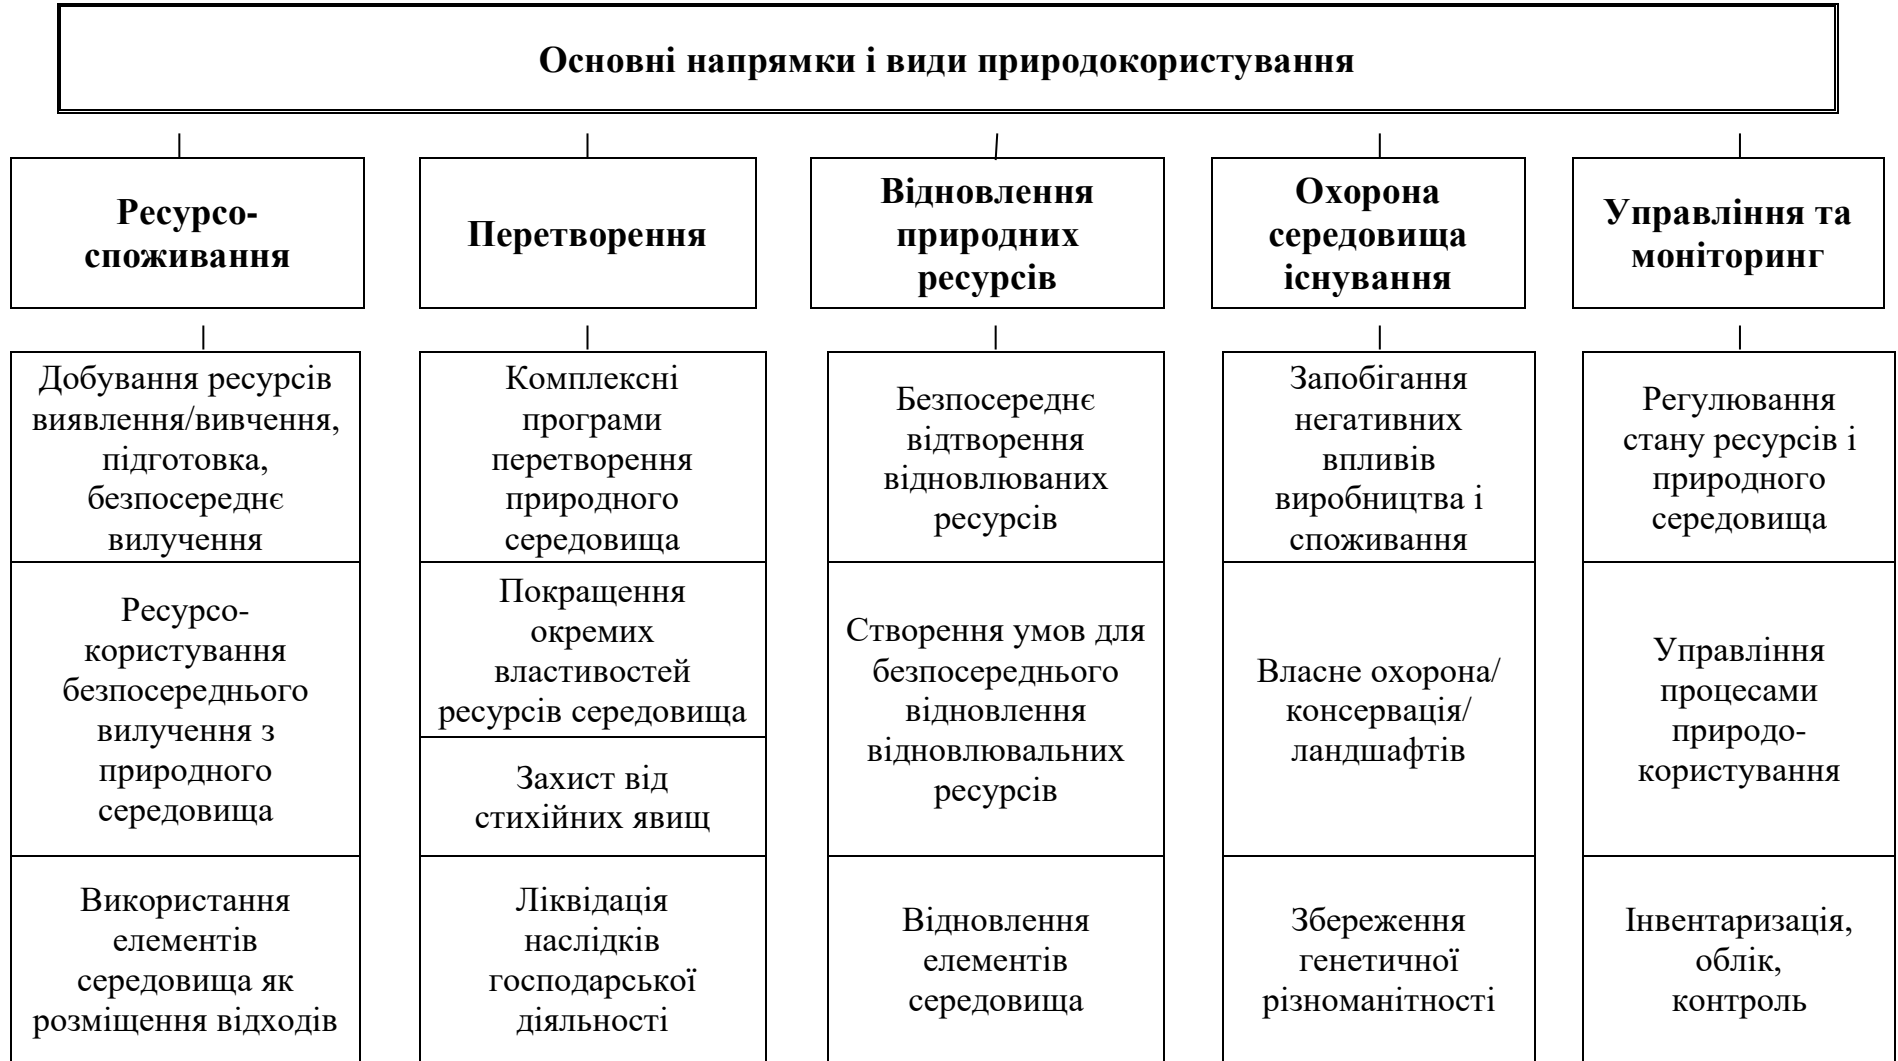 Основні напрямки і види природокористування
Ресурсо-
споживання
Перетворення
Відновлення
природних
ресурсів
Охорона
середовища
існування
Управління та
моніторинг
Добування ресурсів
виявлення/вивчення,
підготовка,
безпосереднє
вилучення
Ресурсо-
користування
безпосереднього
вилучення з
природного
середовища
Використання
елементів
середовища як
розміщення відходів
Комплексні
програми
перетворення
природного
середовища
Покращення
окремих
властивостей
ресурсів середовища
Захист від
стихійних явищ
Ліквідація
наслідків
господарської
діяльності
Безпосереднє
відтворення
відновлюваних
ресурсів
Створення умов для
безпосереднього
відновлення
відновлювальних
ресурсів
Відновлення
елементів
середовища
Запобігання
негативних
впливів
виробництва і
споживання
Власне охорона/
консервація/
ландшафтів
Збереження
генетичної
різноманітності
Регулювання
стану ресурсів і
природного
середовища
Управління
процесами
природо-
користування
Інвентаризація,
облік,
контроль